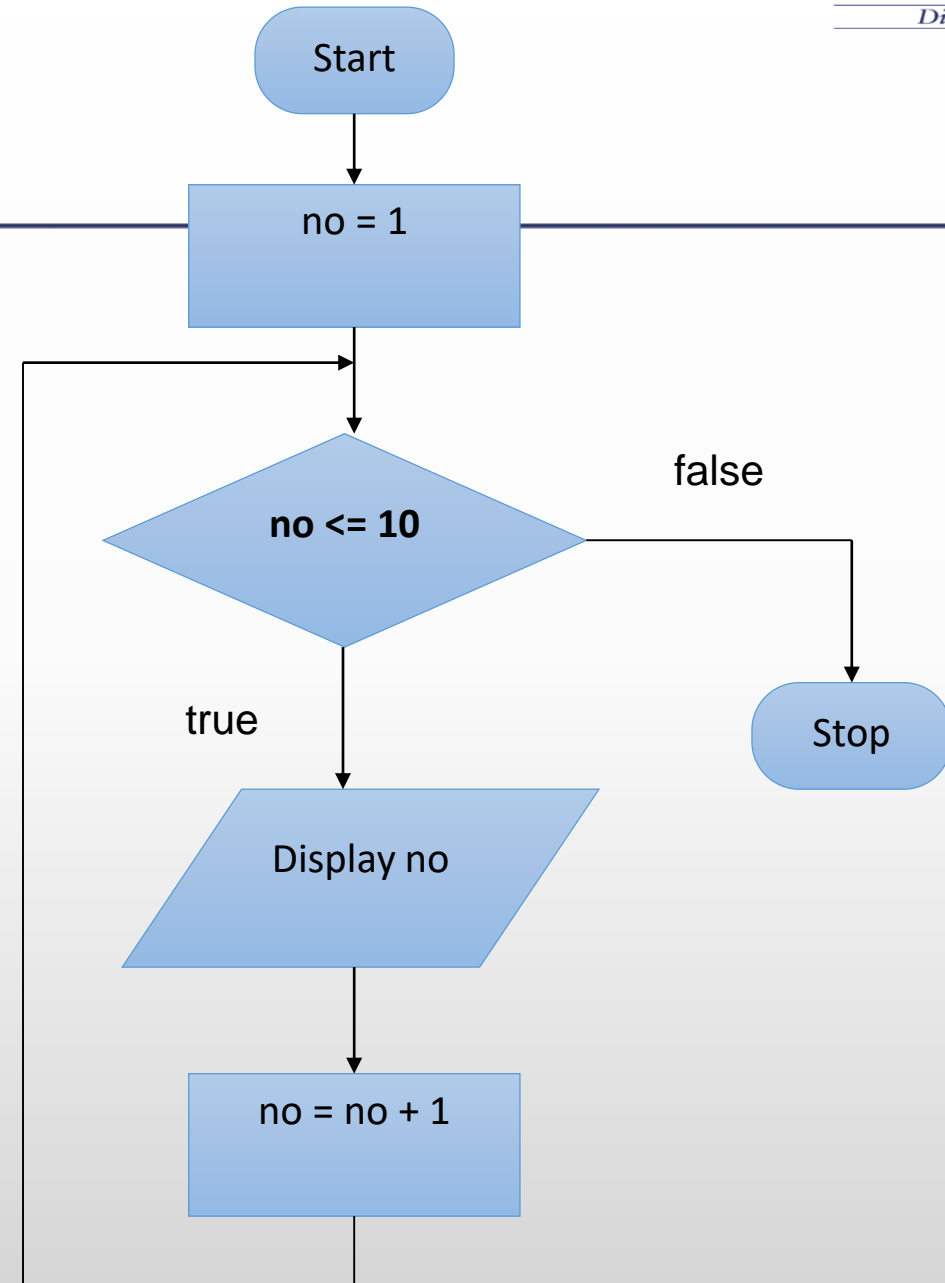 Start
no = 1
no <= 10
false
true
Stop
Display no
no = no + 1